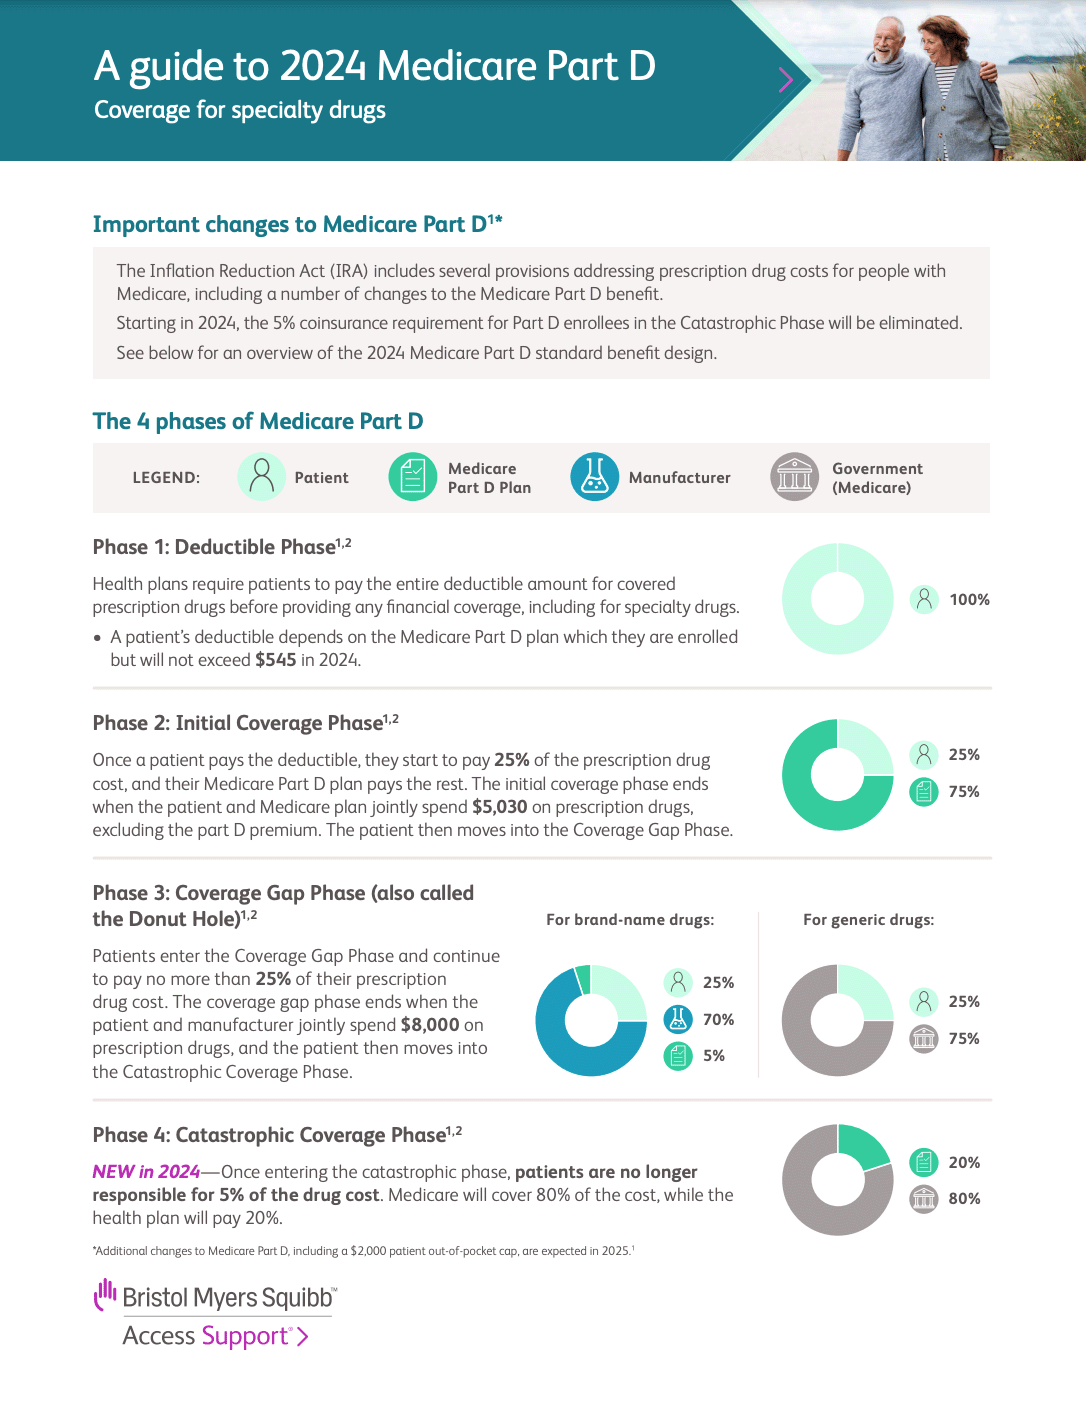 A guide to 2024 Medicare Part D
Coverage for specialty drugs
Important changes to Medicare Part D1*
The Inflation Reduction Act (IRA) includes several provisions addressing prescription drug costs for people with
Medicare, including a number of changes to the Medicare Part D benefit.
Starting in 2024, the 5% coinsurance requirement for Part D enrollees in the Catastrophic Phase will be eliminated.
See below for an overview of the 2024 Medicare Part D standard benefit design.
The 4 phases of Medicare Part D
LEGEND:
Patient
Medicare
Part D Plan
Manufacturer
Government
(Medicare)
Phase 1: Deductible Phase1,2
Health plans require patients to pay the entire deductible amount for covered
prescription drugs before providing any financial coverage, including for specialty drugs.
• A patient's deductible depends on the Medicare Part D plan which they are enrolled
but will not exceed $545 in 2024.
100%
Phase 2: Initial Coverage Phase1,2
Once a patient pays the deductible, they start to pay 25% of the prescription drug
cost, and their Medicare Part D plan pays the rest. The initial coverage phase ends
when the patient and Medicare plan jointly spend $5,030 on prescription drugs,
excluding the part D premium. The patient then moves into the Coverage Gap Phase.
25%
75%
Phase 3: Coverage Gap Phase (also called
the Donut Hole)1,2
Patients enter the Coverage Gap Phase and continue
to pay no more than 25% of their prescription
drug cost. The coverage gap phase ends when the
patient and manufacturer jointly spend $8,000 on
prescription drugs, and the patient then moves into
the Catastrophic Coverage Phase.
For brand-name drugs:
25%
70%
5%
For generic drugs:
25%
75%
Phase 4: Catastrophic Coverage Phase1,2
NEW in 2024—Once entering the catastrophic phase, patients are no longer
responsible for 5% of the drug cost. Medicare will cover 80% of the cost, while the
health plan will pay 20%.
20%
80%
*Additional changes to Medicare Part D, including a $2,000 patient out-of-pocket cap, are expected in 2025.1
Bristol Myers Squibb™
Access Support®